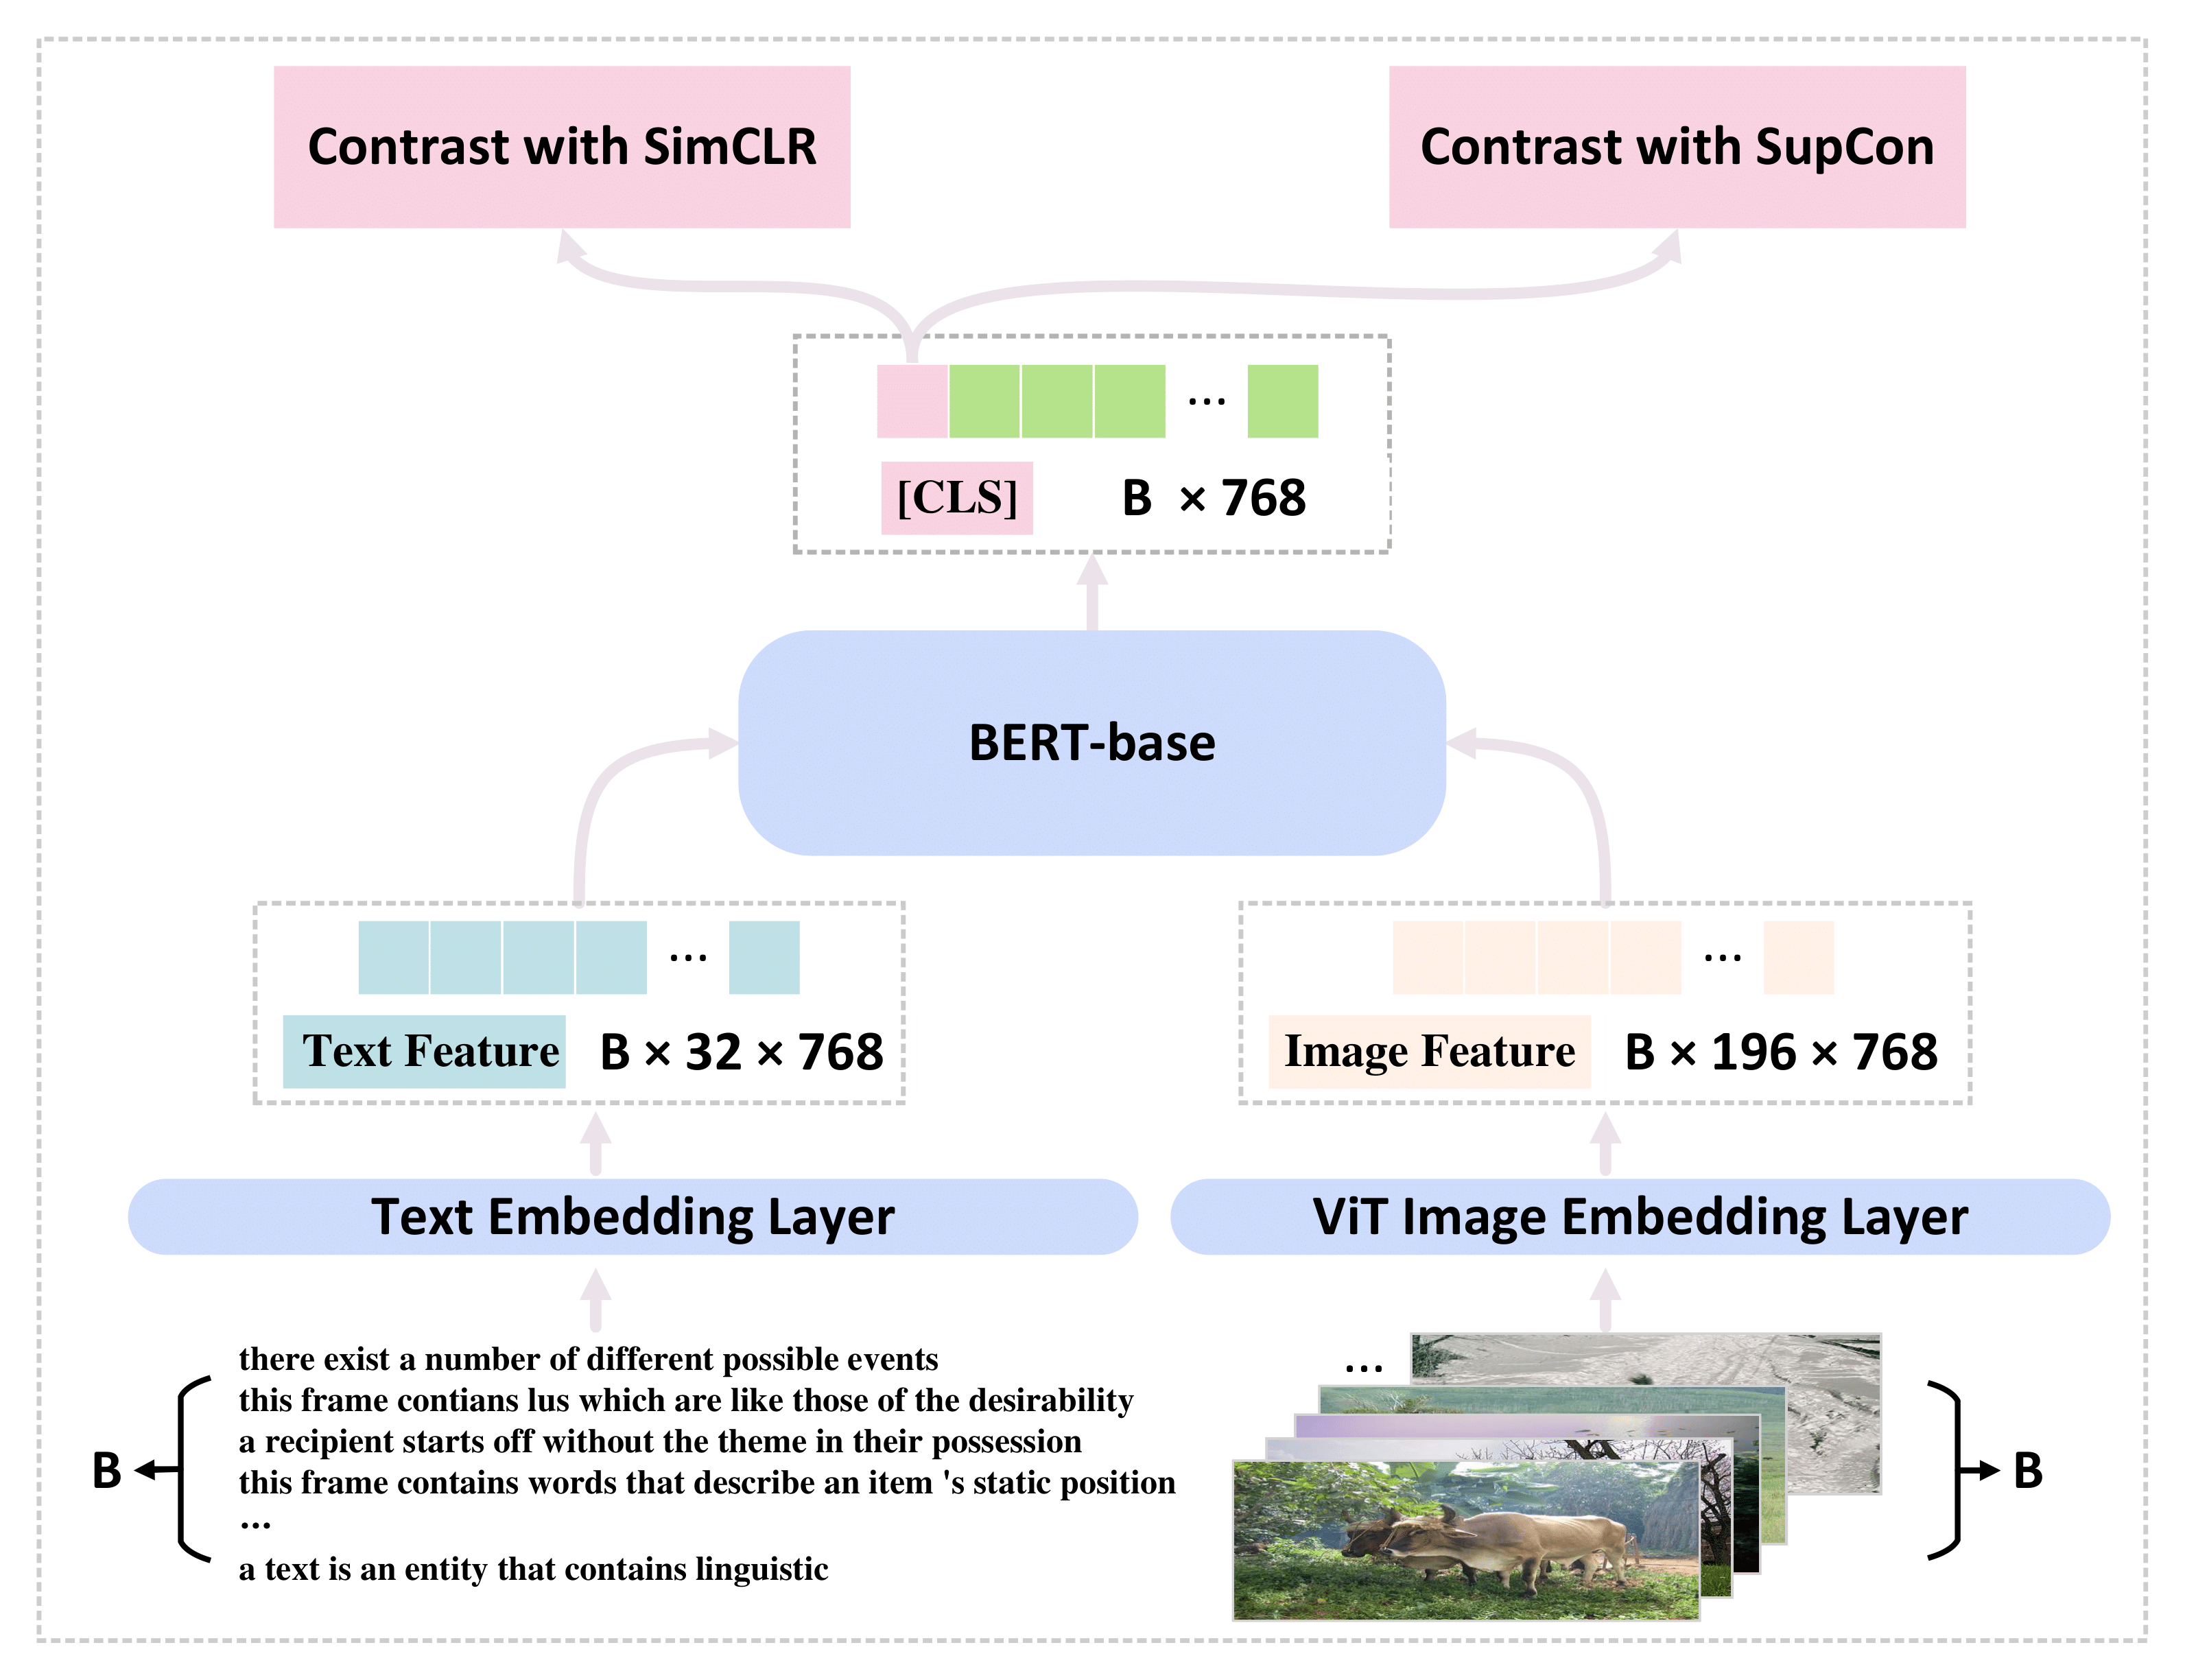 Contrast with SimCLR
Contrast with SupCon
...
[CLS] B × 768
BERT-base
...
Text Feature B × 32 × 768
...
Image Feature B × 196 × 768
Text Embedding Layer
ViT Image Embedding Layer
there exist a number of different possible events
this frame contians lus which are like those of the desirability
a recipient starts off without the theme in their possession
this frame contains words that describe an item 's static position
...
a text is an entity that contains linguistic
B
...
B